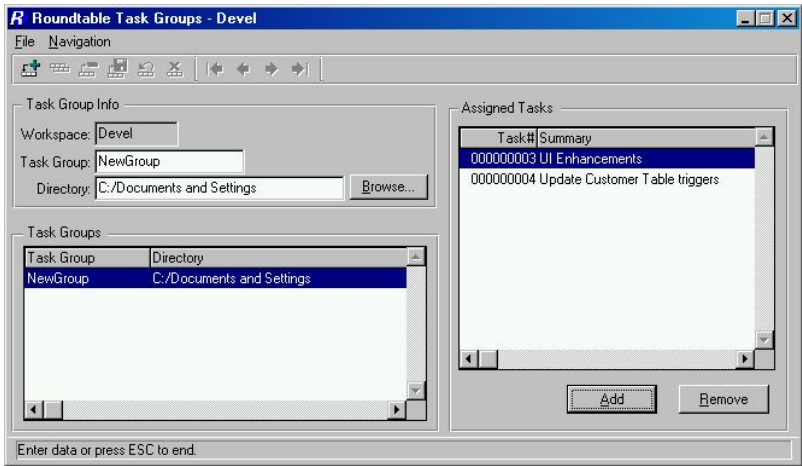 Roundtable Task Groups - Devel
File Navigation
Task Group Info
Workspace: Devel
Task Group: NewGroup
Directory: C:/Documents and Settings Browse...
Task Groups
Task Group Directory
NewGroup C:/Documents and Settings
Assigned Tasks
Task# Summary
000000003 UI Enhancements
000000004 Update Customer Table triggers
Add Remove
Enter data or press ESC to end.